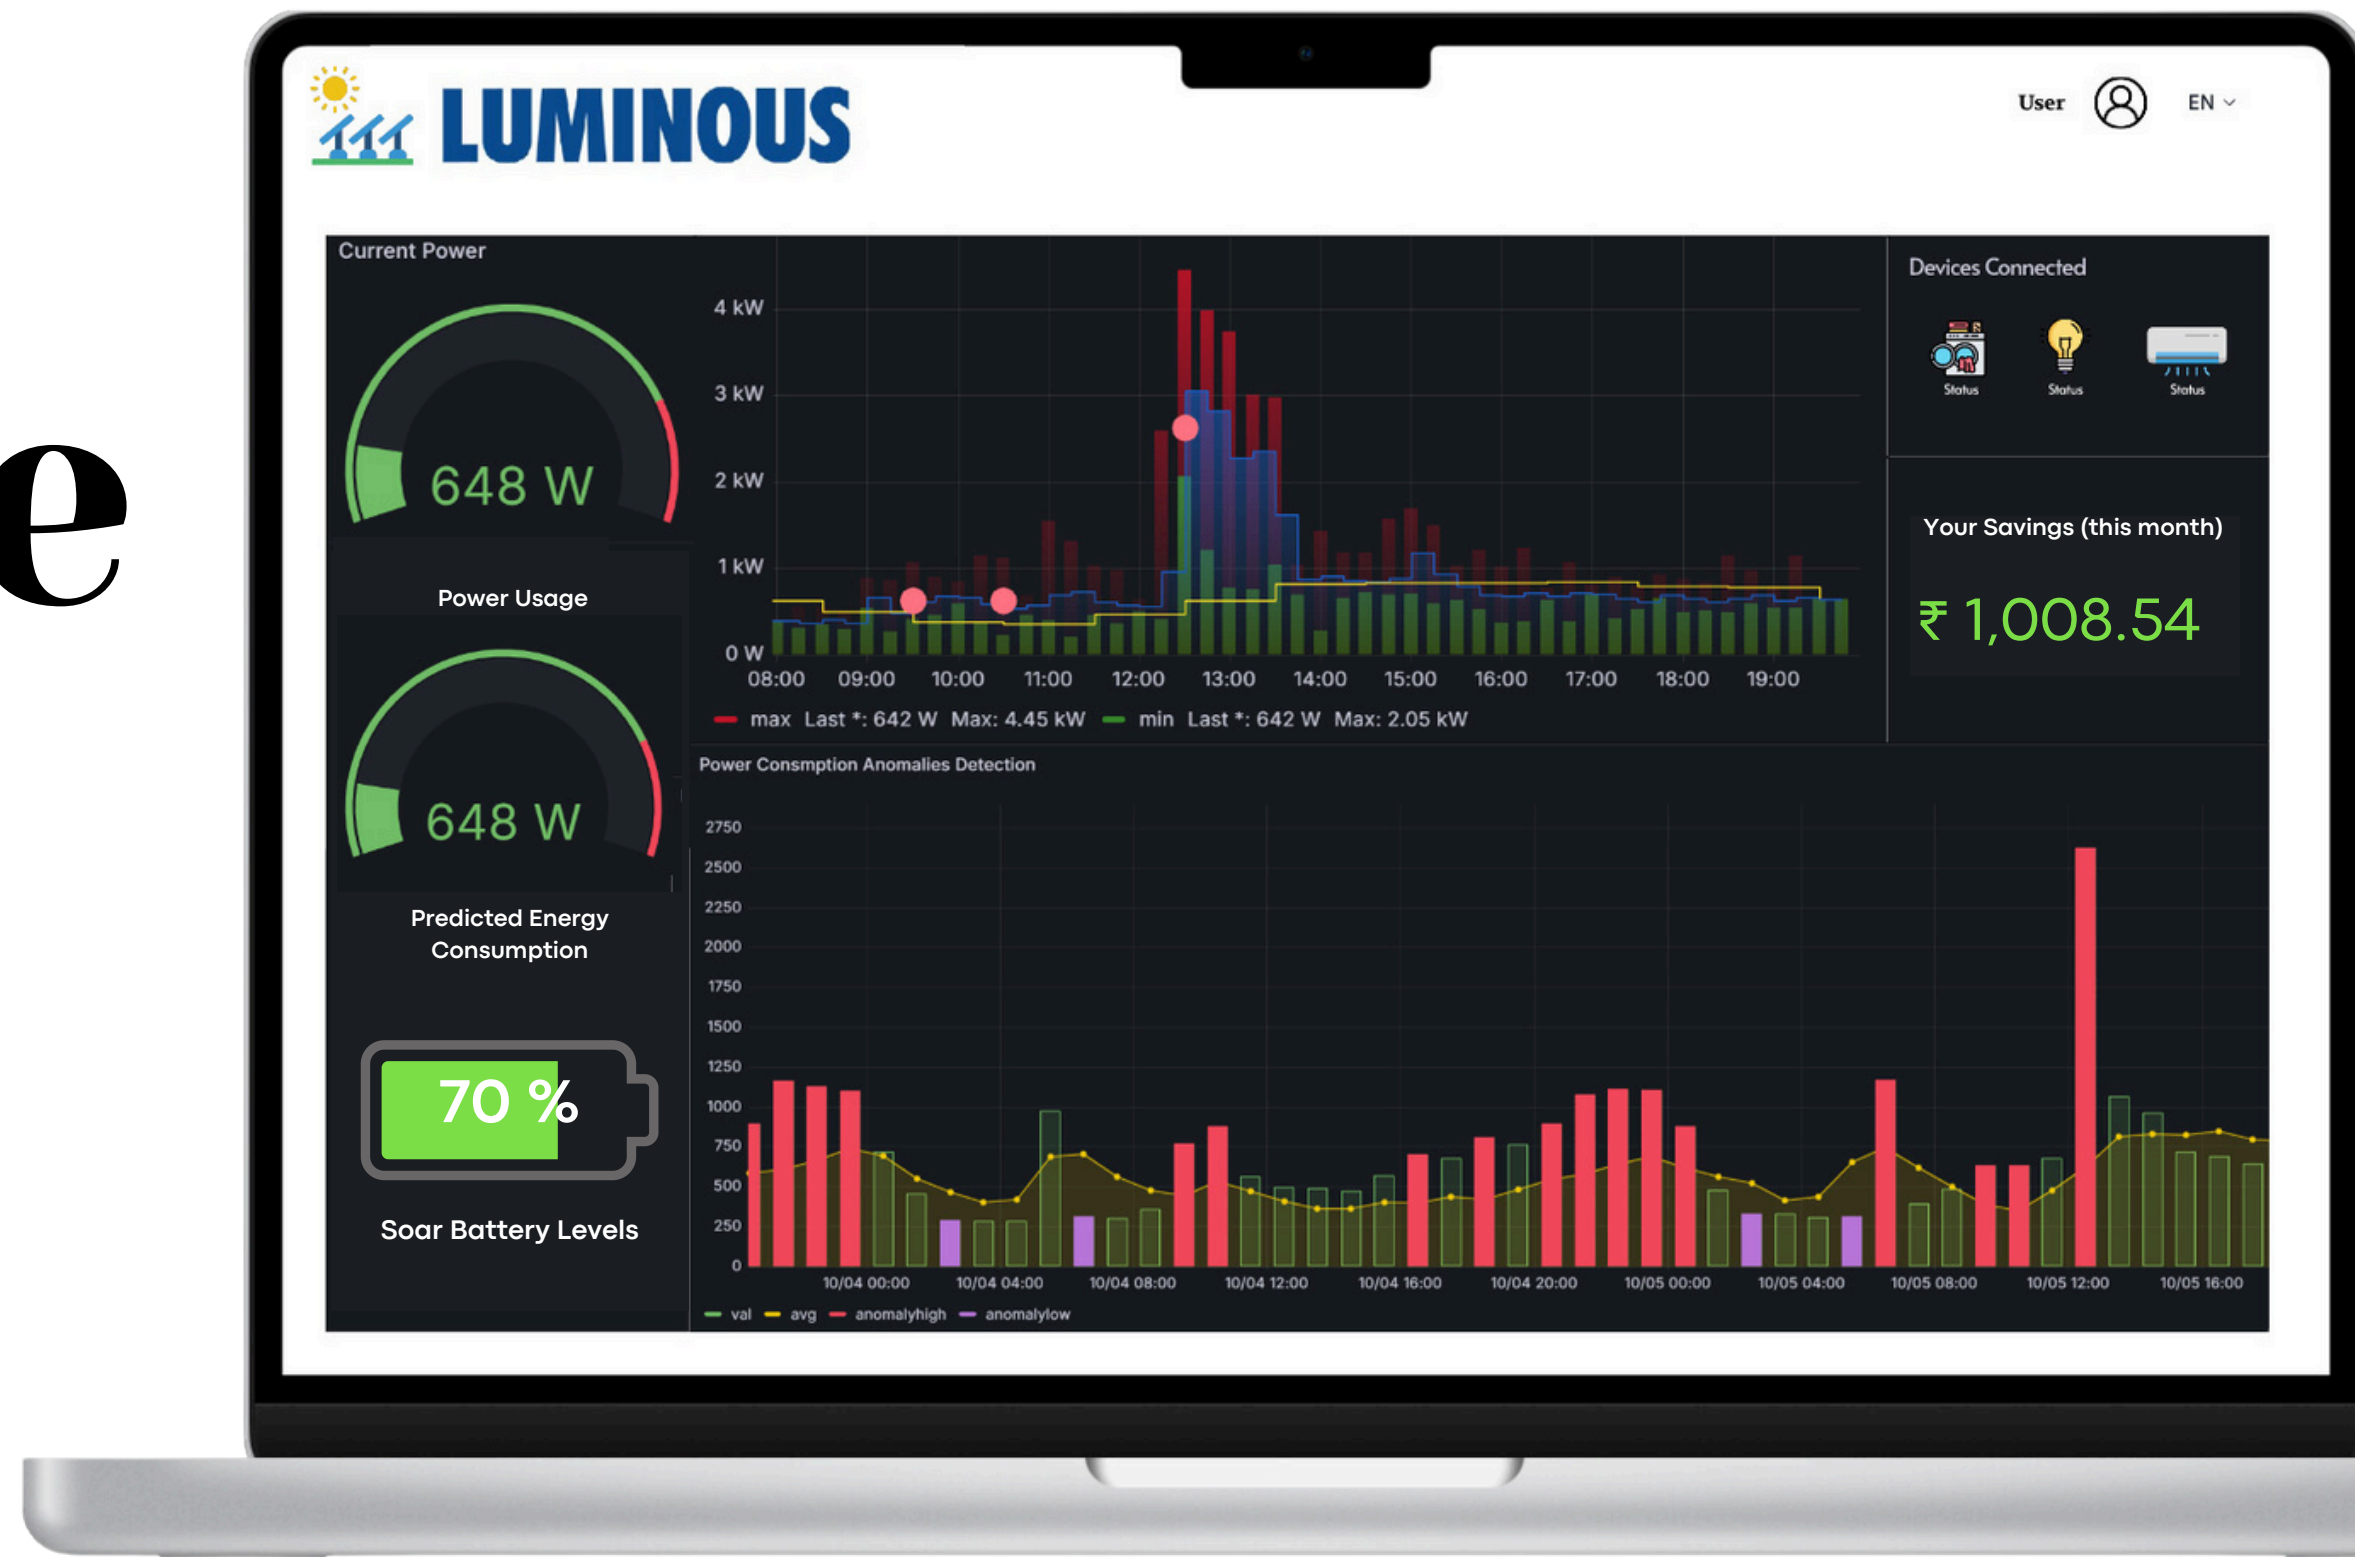 e
LUMINOUS
User
EN
Current Power
648 W
Power Usage
648 W
Predicted Energy
Consumption
70 %
Soar Battery Levels
4 kW
3 kW
2 kW
1 kW
0 W
08:00 09:00 10:00 11:00 12:00 13:00 14:00 15:00 16:00 17:00 18:00 19:00
max Last *: 642 W Max: 4.45 kW min Last *: 642 W Max: 2.05 kW
Devices Connected
Status Status Status
Your Savings (this month)
₹ 1,008.54
Power Consmption Anomalies Detection
2750
2500
2250
2000
1750
1500
1250
1000
750
500
250
0
10/04 00:00 10/04 04:00 10/04 08:00 10/04 12:00 10/04 16:00 10/04 20:00 10/05 00:00 10/05 04:00 10/05 08:00 10/05 12:00 10/05 16:00
val avg anomalyhigh anomalylow